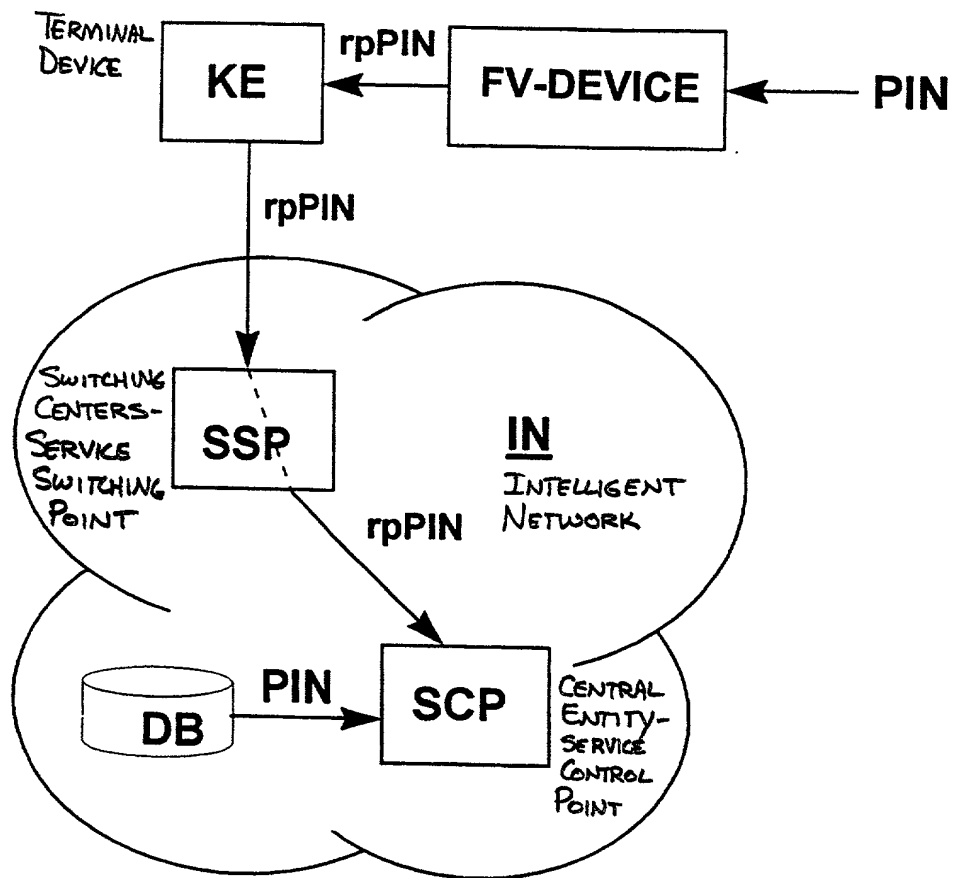 TERMINAL
DEVICE
KE
rpPIN
FV-DEVICE
PIN
rpPIN
SWITCHING
CENTERS-
SERVICE
SWITCHING
POINT
SSP
IN
INTELLIGENT
NETWORK
rpPIN
DB
PIN
SCP
CENTRAL
ENTITY-
SERVICE
CONTROL
POINT